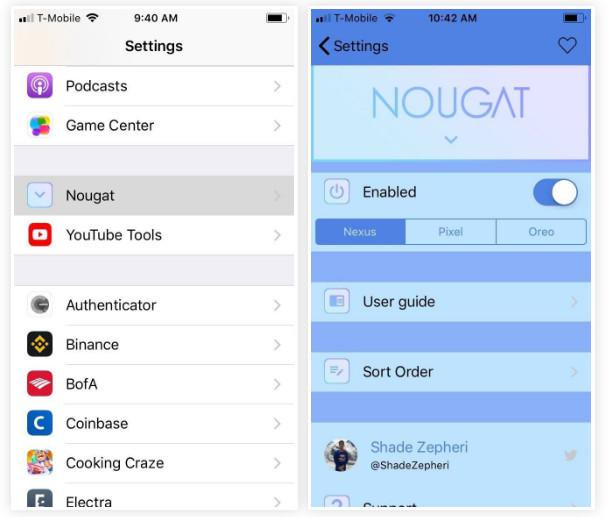 T-Mobile 9:40 AM
Settings
Podcasts
Game Center
Nougat
YouTube Tools
Authenticator
Binance
BofA
Coinbase
Cooking Craze
Electra
T-Mobile 10:42 AM
Settings
NOUGAT
Enabled
Nexus Pixel Oreo
User guide
Sort Order
Shade Zepheri
@ShadeZepheri
Support